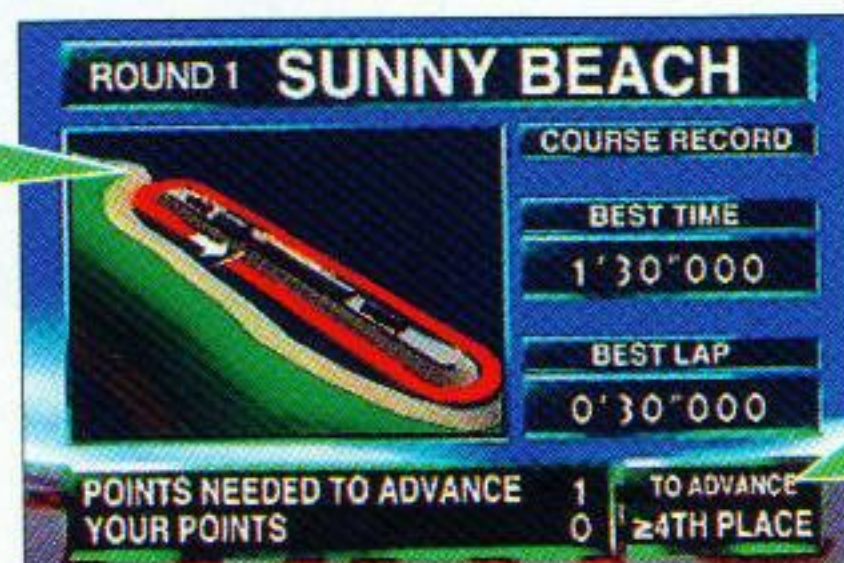 ROUND 1 SUNNY BEACH
COURSE RECORD
BEST TIME
1'30"000
BEST LAP
0'30"000
POINTS NEEDED TO ADVANCE 1
YOUR POINTS 0
TO ADVANCE
≥4TH PLACE